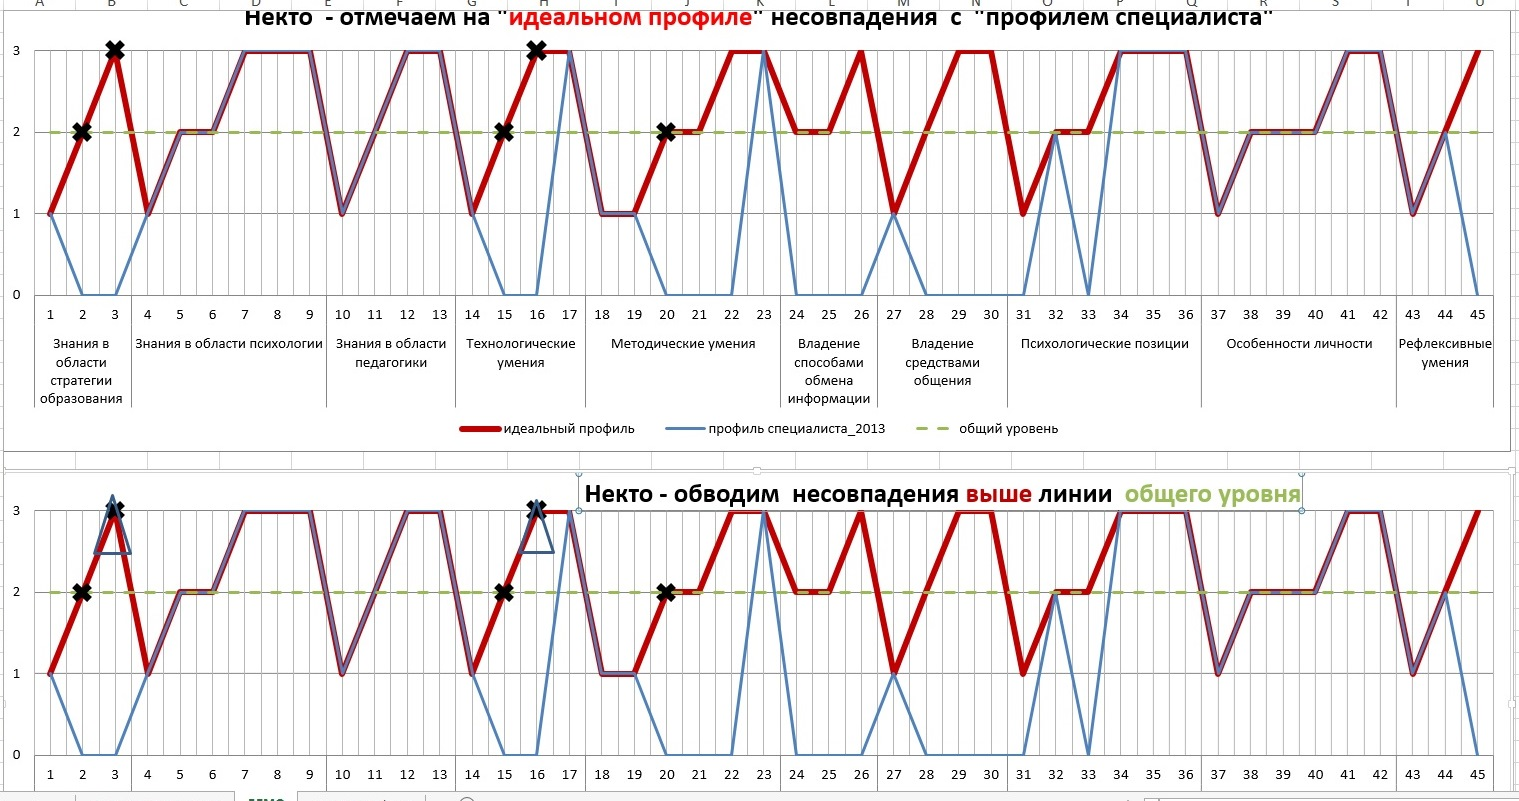 A B C D E F G H I J K L M N O P Q R S T U
Некто - отмечаем на "идеальном профиле" несовпадения с "профилем специалиста"
3
2
1
0
1 2 3 4 5 6 7 8 9 10 11 12 13 14 15 16 17 18 19 20 21 22 23 24 25 26 27 28 29 30 31 32 33 34 35 36 37 38 39 40 41 42 43 44 45
Знания в
области
стратегии
образования
Знания в области психологии
Знания в области
педагогики
Технологические
умения
Методические умения
Владение
способами
обмена
информации
Владение
средствами
общения
Психологические позиции
Особенности личности
Рефлексивные
умения
идеальный профиль профиль специалиста_2013 общий уровень
Некто - обводим несовпадения выше линии общего уровня
3
2
1
0
1 2 3 4 5 6 7 8 9 10 11 12 13 14 15 16 17 18 19 20 21 22 23 24 25 26 27 28 29 30 31 32 33 34 35 36 37 38 39 40 41 42 43 44 45